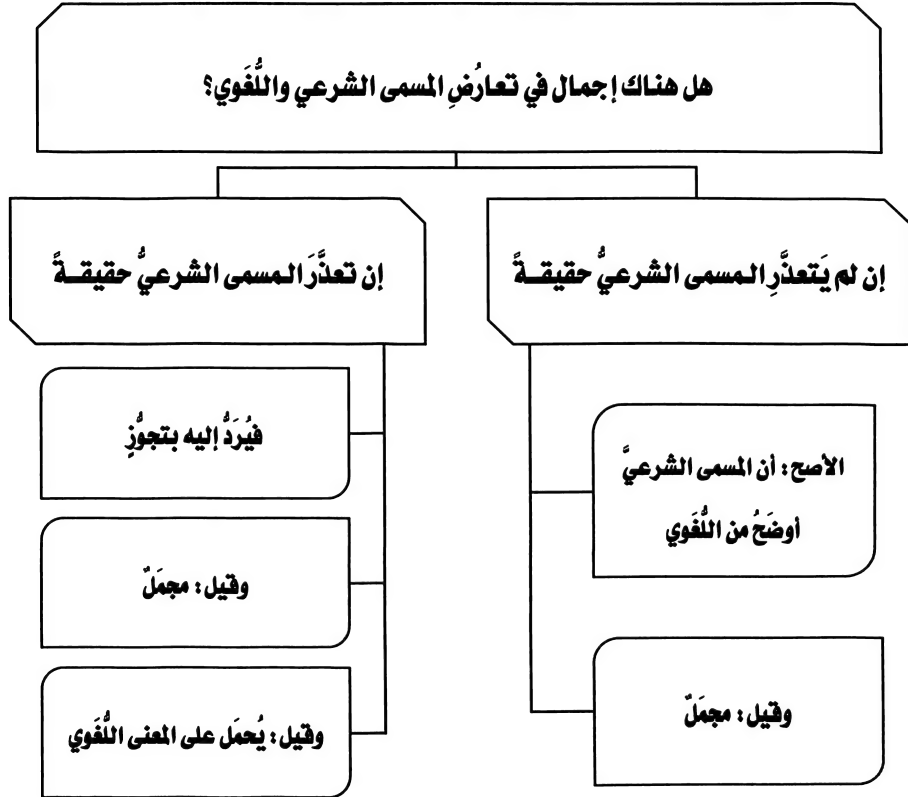 هل هناك إجمال في تعارُضِ المسمى الشرعي واللُّغَوي؟
إن لم يَتعذَّرِ المسمى الشرعيُّ حقيقةً
الأصح: أن المسمى الشرعيَّ
أوضَحُ من اللُّغَوي
وقيل: مجمَلٌ
إن تعذَّرَ المسمى الشرعيُّ حقيقةً
فيُرَدُّ إليه بتجوُّزٍ
وقيل: مجمَلٌ
وقيل: يُحمَل على المعنى اللُّغَوي